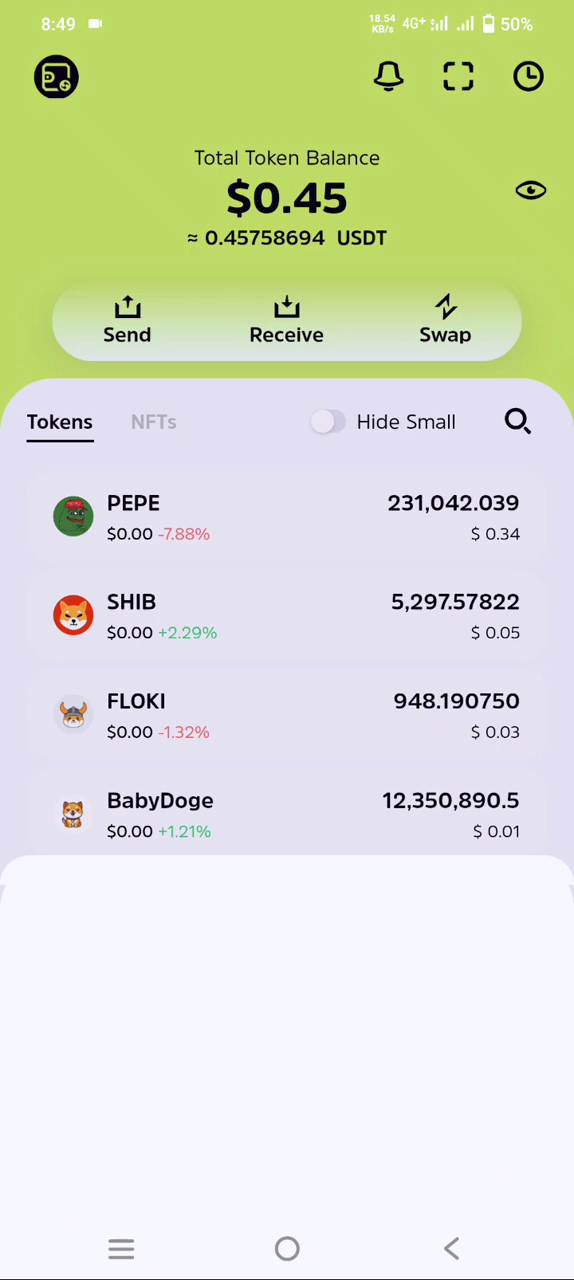 8:49 18.54 KB/s 4G+ 50%
Total Token Balance
$0.45
≈ 0.45758694 USDT
Send Receive Swap
Tokens NFTs Hide Small
PEPE 231,042.039
$0.00 -7.88% $ 0.34
SHIB 5,297.57822
$0.00 +2.29% $ 0.05
FLOKI 948.190750
$0.00 -1.32% $ 0.03
BabyDoge 12,350,890.5
$0.00 +1.21% $ 0.01